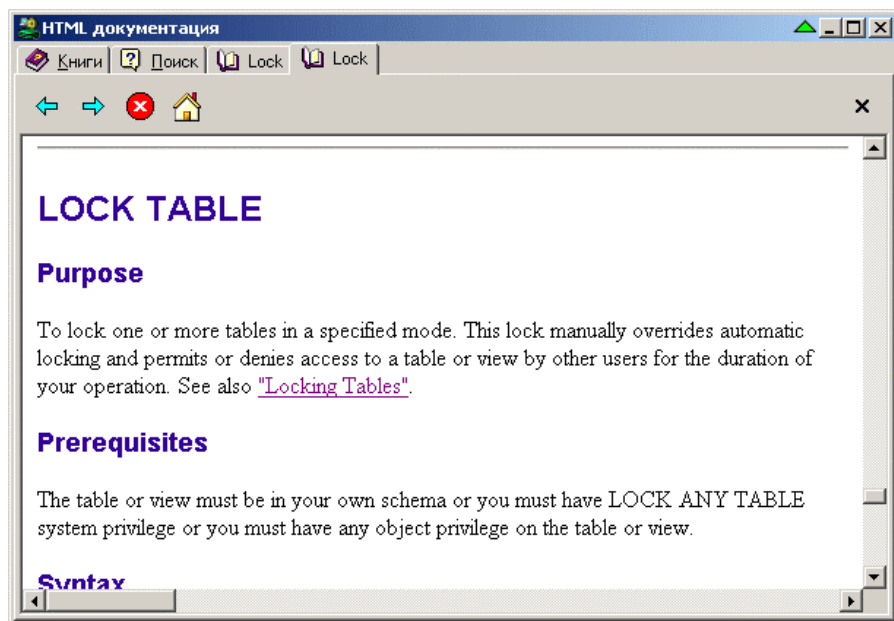 HTML документация
Книги Поиск Lock Lock
LOCK TABLE
Purpose
To lock one or more tables in a specified mode. This lock manually overrides automatic
locking and permits or denies access to a table or view by other users for the duration of
your operation. See also "Locking Tables".
Prerequisites
The table or view must be in your own schema or you must have LOCK ANY TABLE
system privilege or you must have any object privilege on the table or view.
Syntax